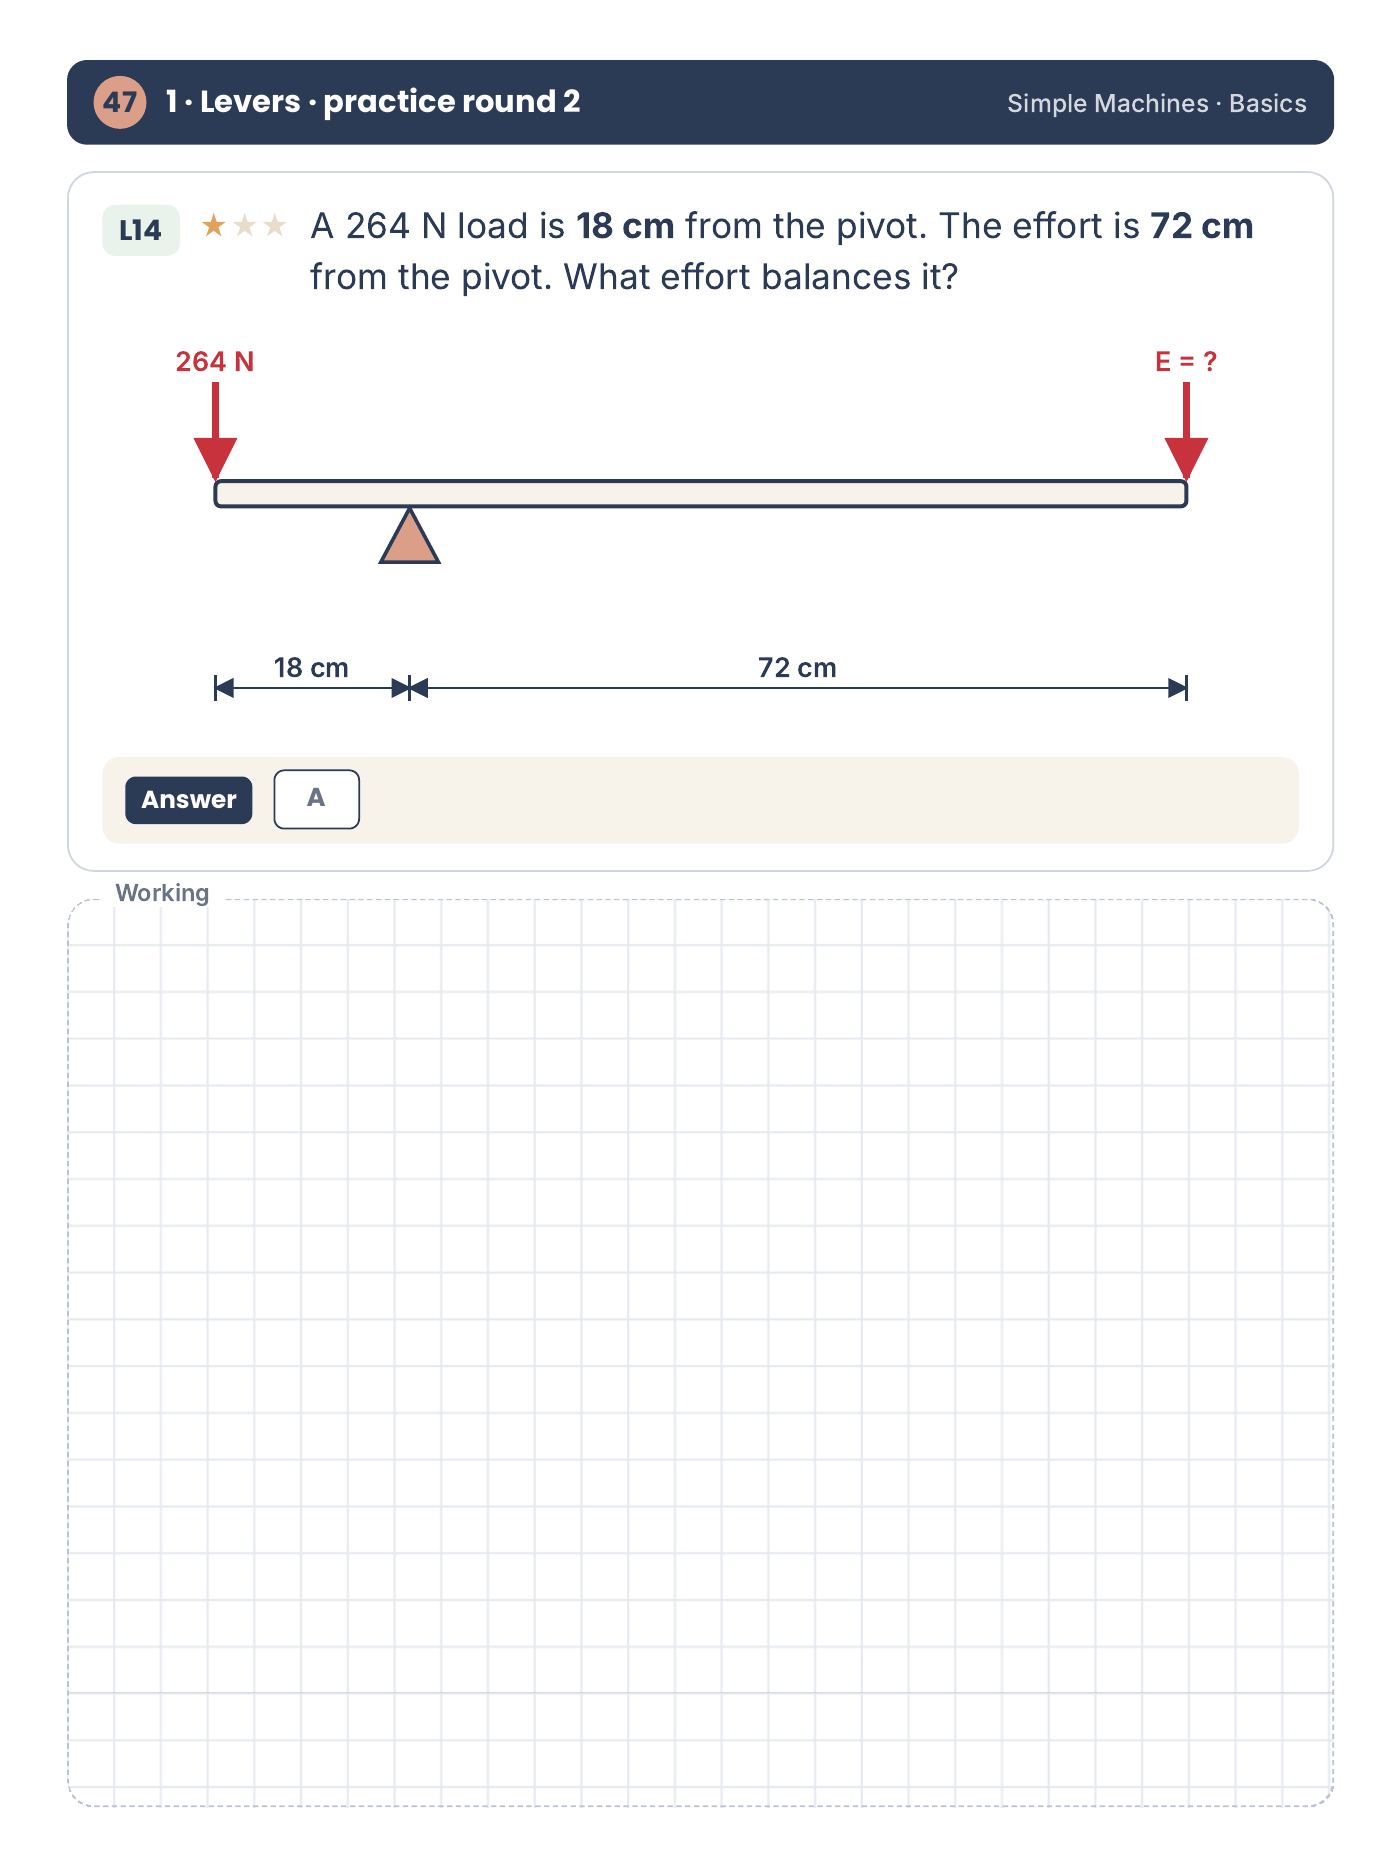 47 1 · Levers · practice round 2 Simple Machines · Basics
L14 ★★★ A 264 N load is 18 cm from the pivot. The effort is 72 cm
from the pivot. What effort balances it?
264 N E = ?
18 cm 72 cm
Answer A
Working